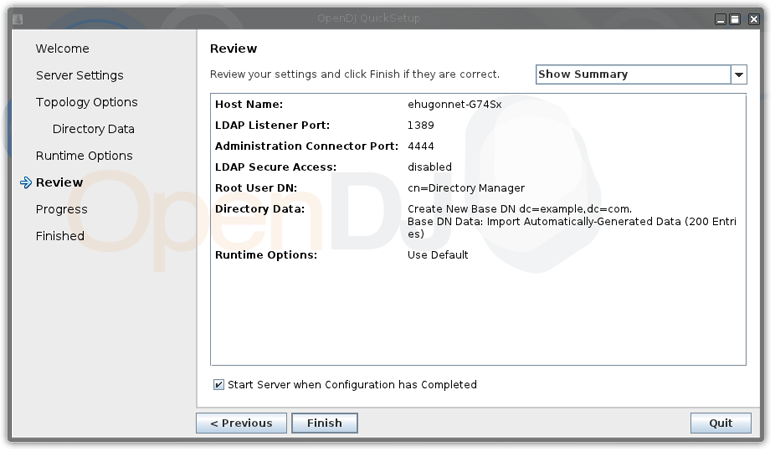 OpenDJ QuickSetup
Welcome
Server Settings
Topology Options
Directory Data
Runtime Options
Review
Progress
Finished
Review
Review your settings and click Finish if they are correct.
Show Summary
Host Name: ehugonnet-G74Sx
LDAP Listener Port: 1389
Administration Connector Port: 4444
LDAP Secure Access: disabled
Root User DN: cn=Directory Manager
Directory Data: Create New Base DN dc=example,dc=com.
Base DN Data: Import Automatically-Generated Data (200 Entri
es)
Runtime Options: Use Default
OpenDJ
Start Server when Configuration has Completed
< Previous
Finish
Quit